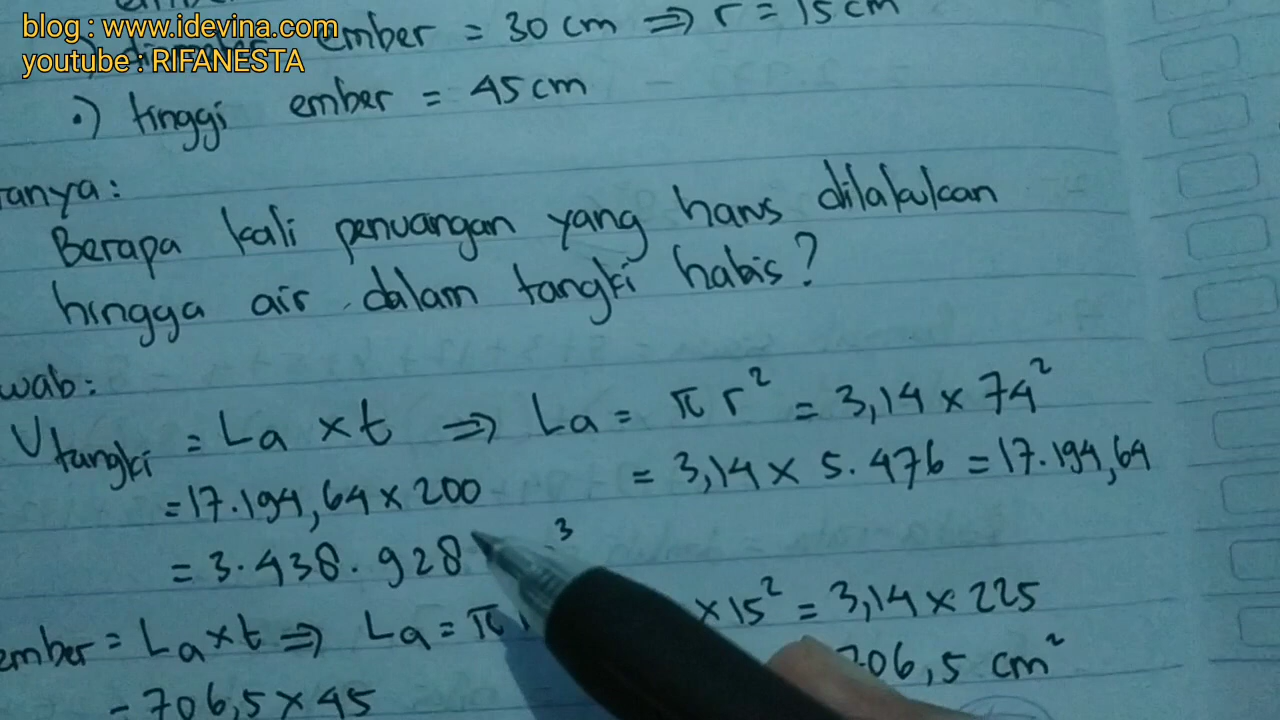 blog : www.idevina.com
youtube : RIFANESTA
ember = 30 cm ⇒ r = 15 cm
•) tinggi ember = 45 cm
anya:
Berapa kali penuangan yang harus dilakukan
hingga air dalam tangki habis?
wab:
V tangki = La x t ⇒ La = π r² = 3,14 x 74²
= 3,14 x 5.476 = 17.194,64
= 17.194,64 x 200
= 3.438.928 ³
ember = La x t ⇒ La = π x 15² = 3,14 x 225
706,5 cm²
= 706,5 x 45